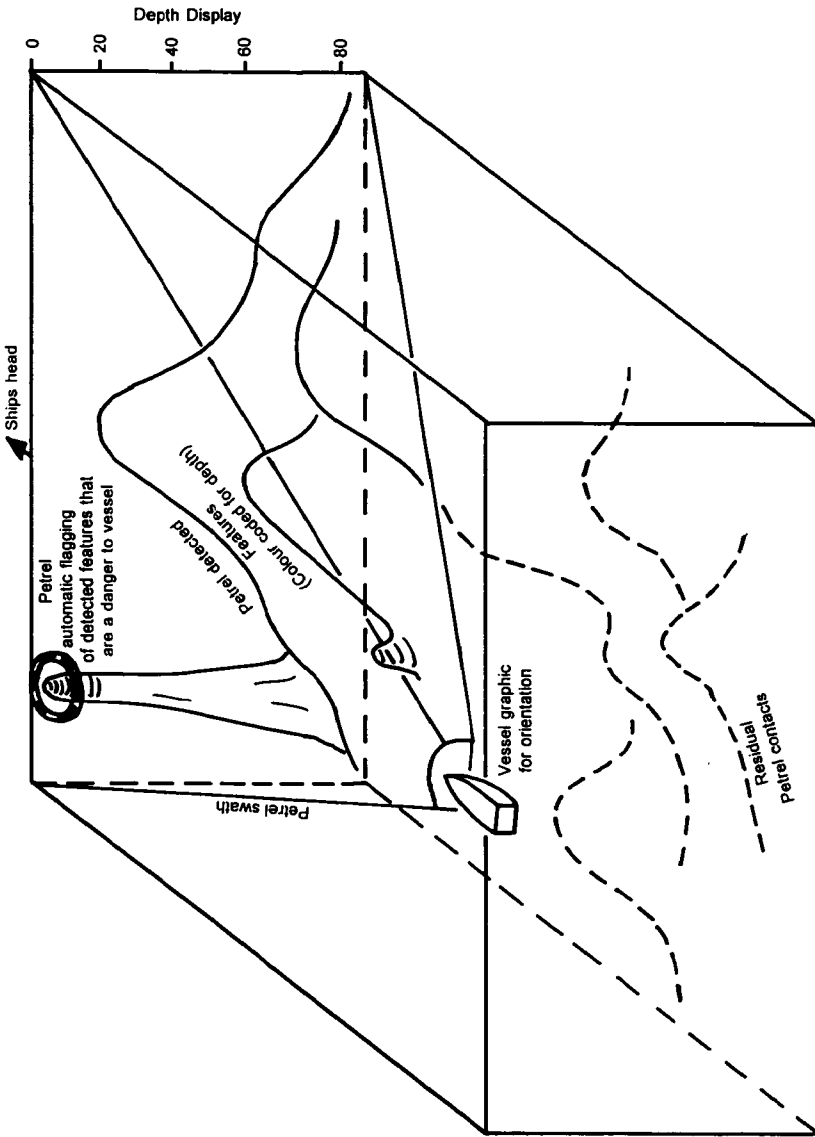 Ships head
Depth Display
0
20
40
60
80
Petrel
automatic flagging
of detected features that
are a danger to vessel
Petrel detected
Features
(Colour coded for depth)
Petrel swath
Vessel graphic
for orientation
Residual
Petrel contacts